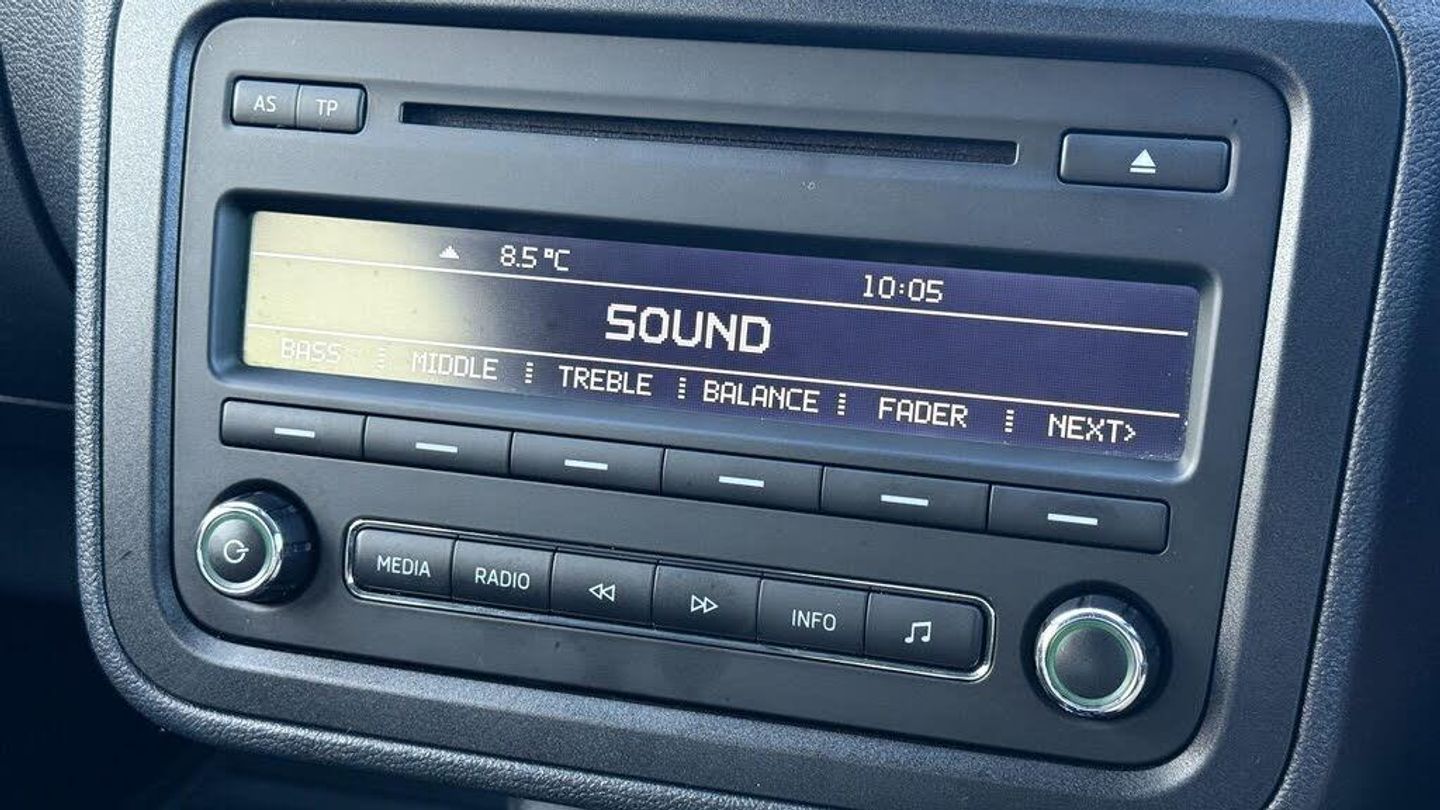 AS TP
8.5°C 10:05
SOUND
BASS MIDDLE TREBLE BALANCE FADER NEXT>
MEDIA RADIO INFO